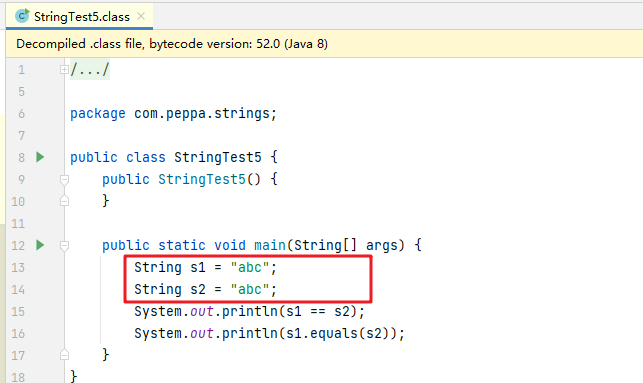 StringTest5.class
Decompiled .class file, bytecode version: 52.0 (Java 8)
1 /.../
5
6 package com.peppa.strings;
7
8 public class StringTest5 {
9     public StringTest5() {
10     }
11
12     public static void main(String[] args) {
13         String s1 = "abc";
14         String s2 = "abc";
15         System.out.println(s1 == s2);
16         System.out.println(s1.equals(s2));
17     }
18 }